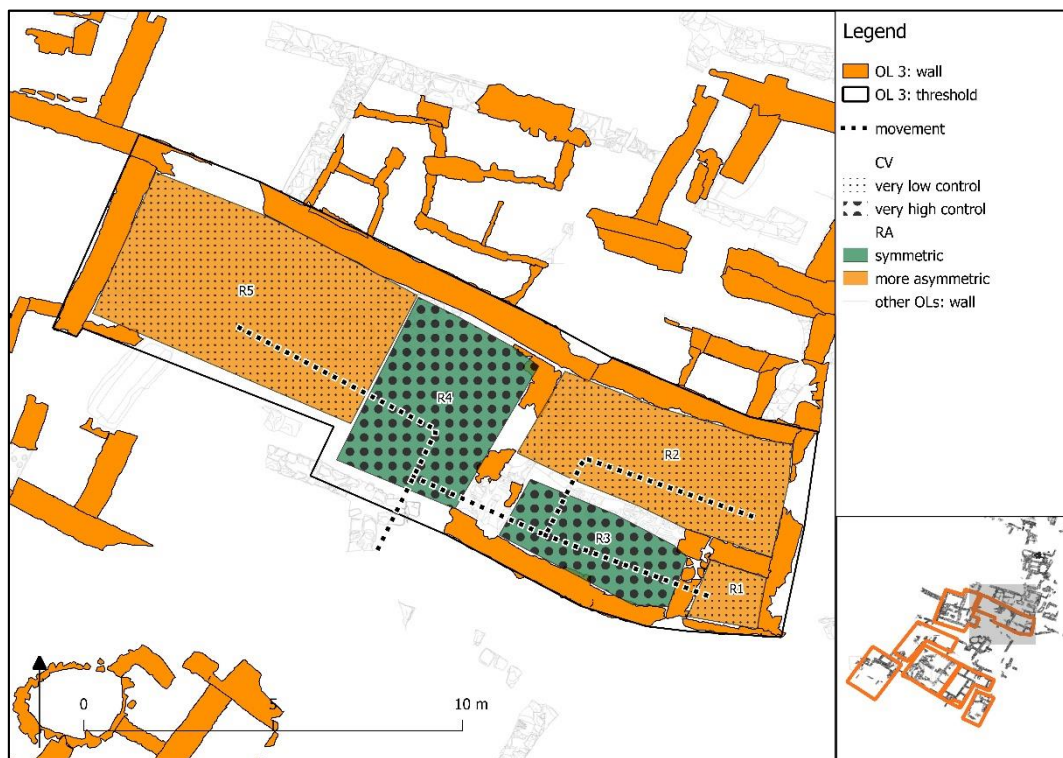 Legend
OL 3: wall
OL 3: threshold
movement
CV
very low control
very high control
RA
symmetric
more asymmetric
other OLs: wall
R5
R4
R2
R3
R1
0 5 10 m